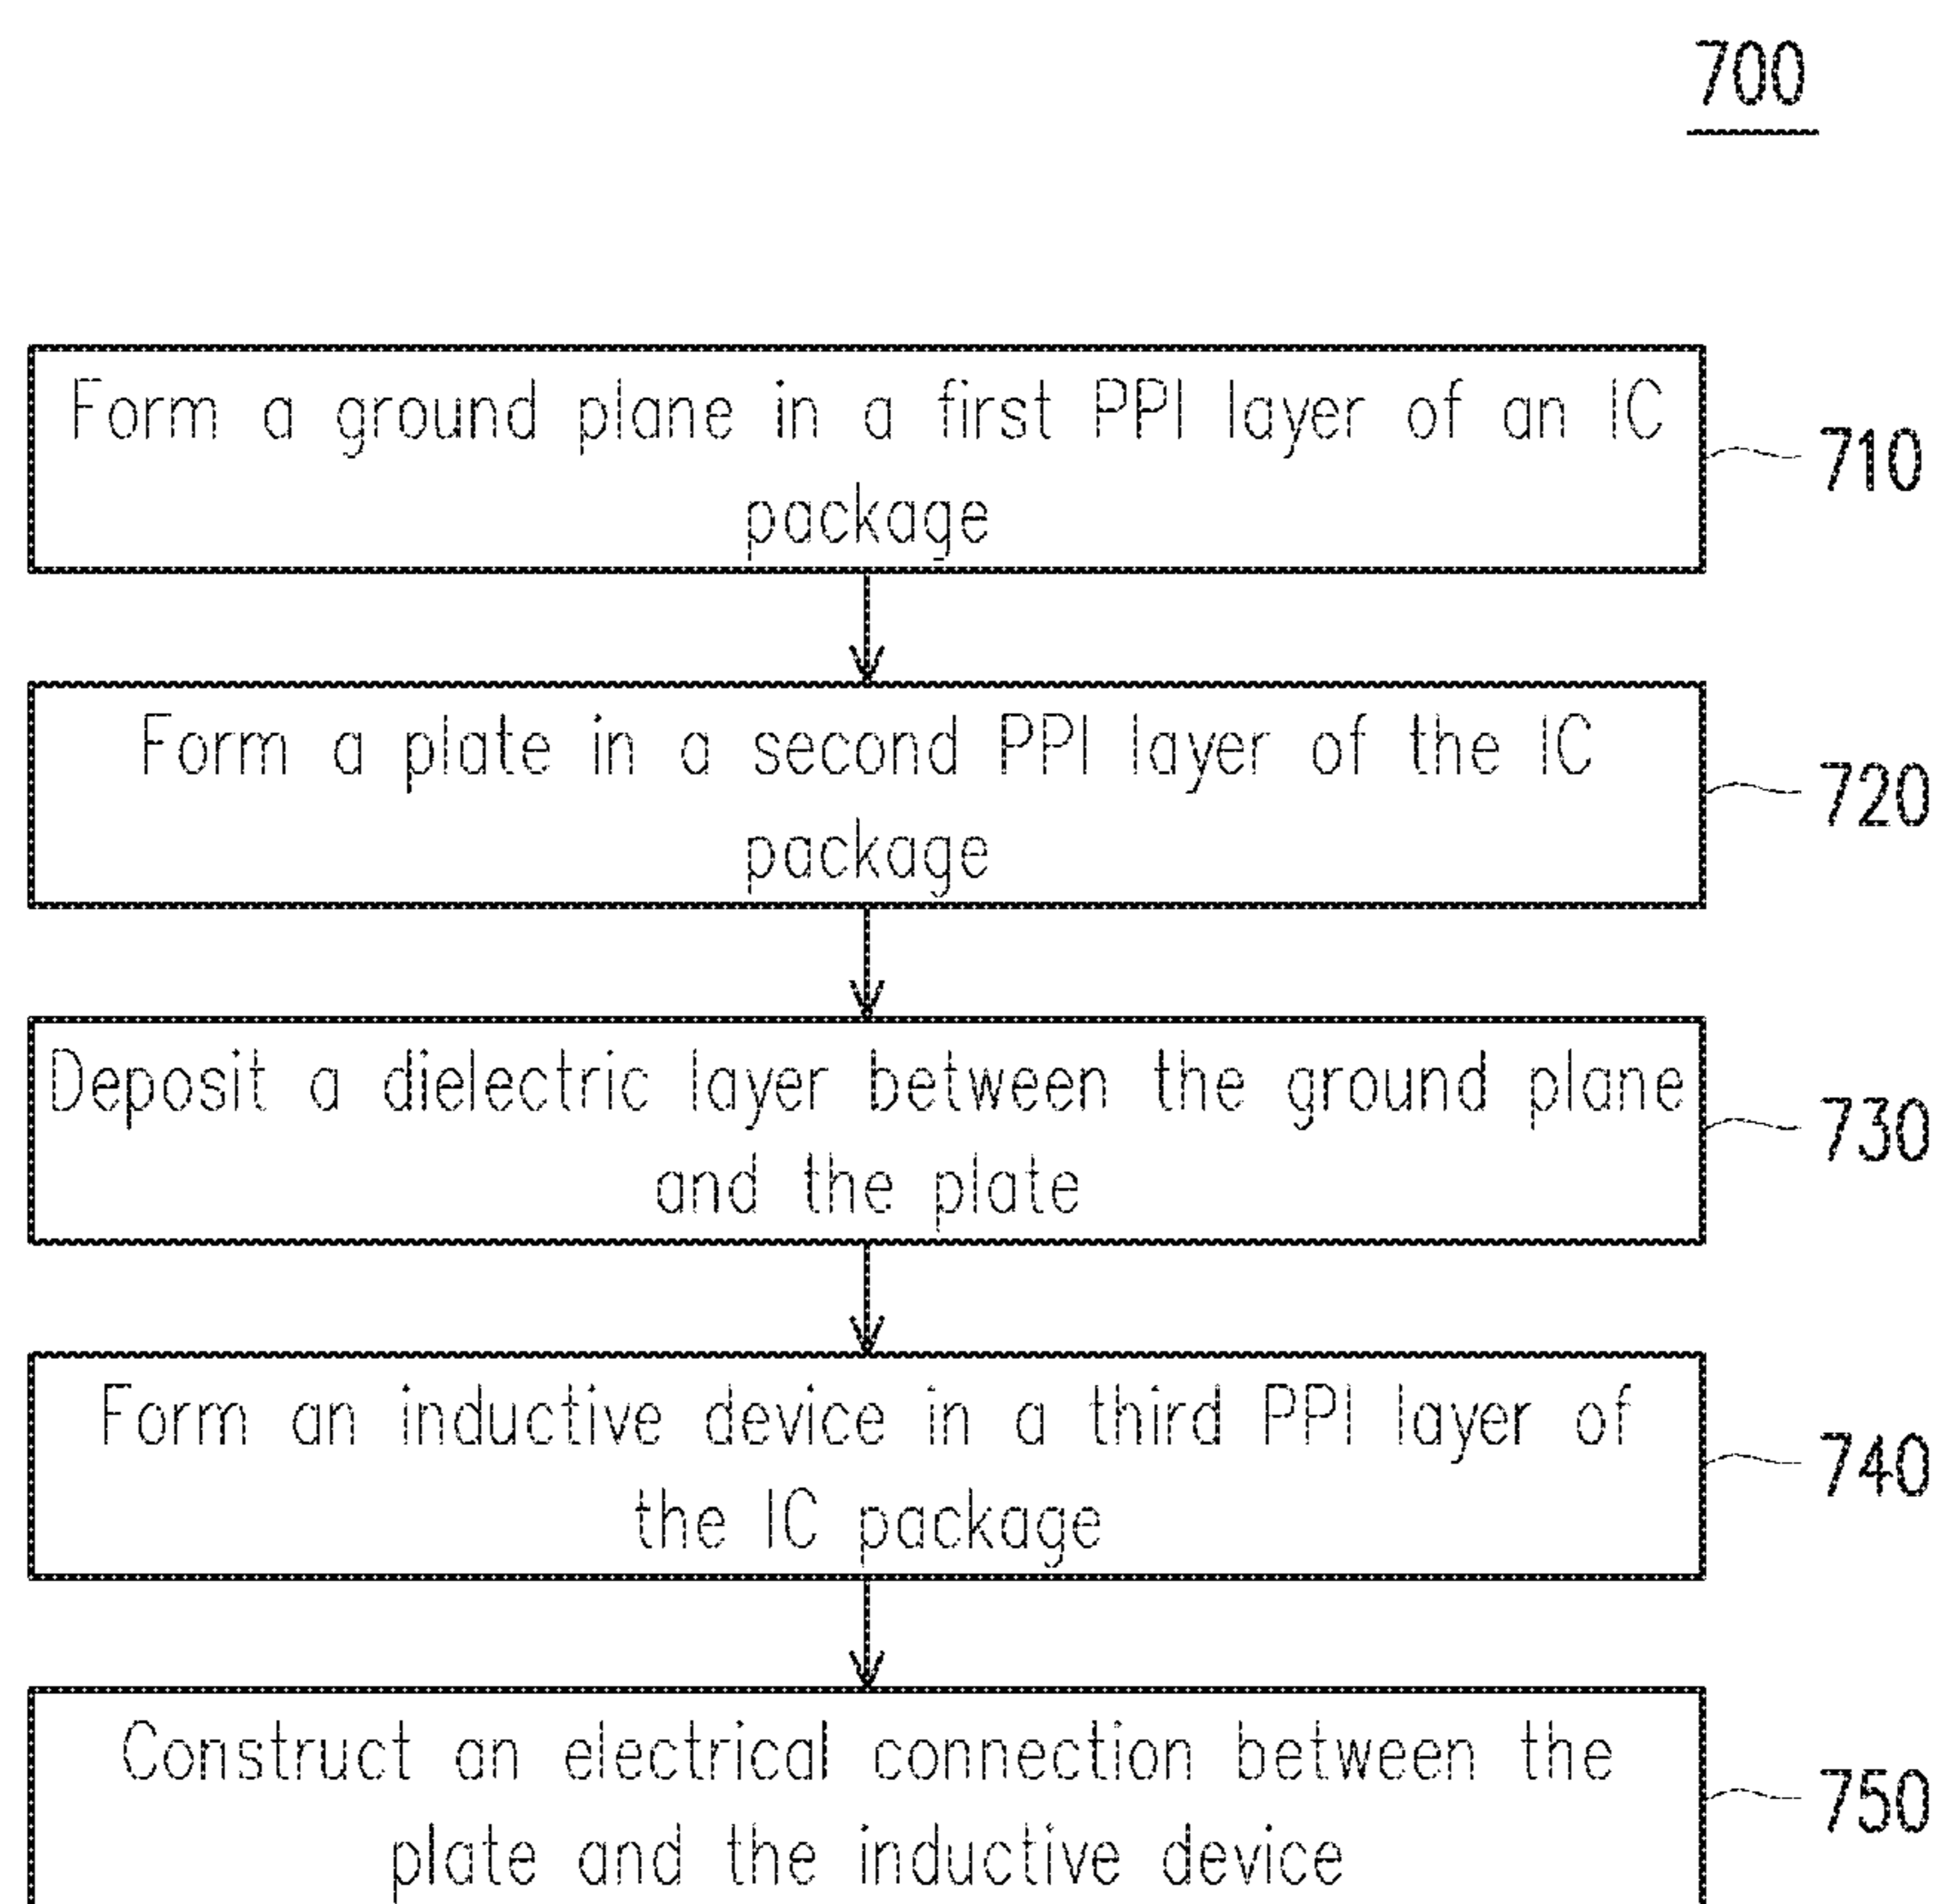 700
Form a ground plane in a first PPI layer of an IC
package
710
Form a plate in a second PPI layer of the IC
package
720
Deposit a dielectric layer between the ground plane
and the plate
730
Form an inductive device in a third PPI layer of
the IC package
740
Construct an electrical connection between the
plate and the inductive device
750